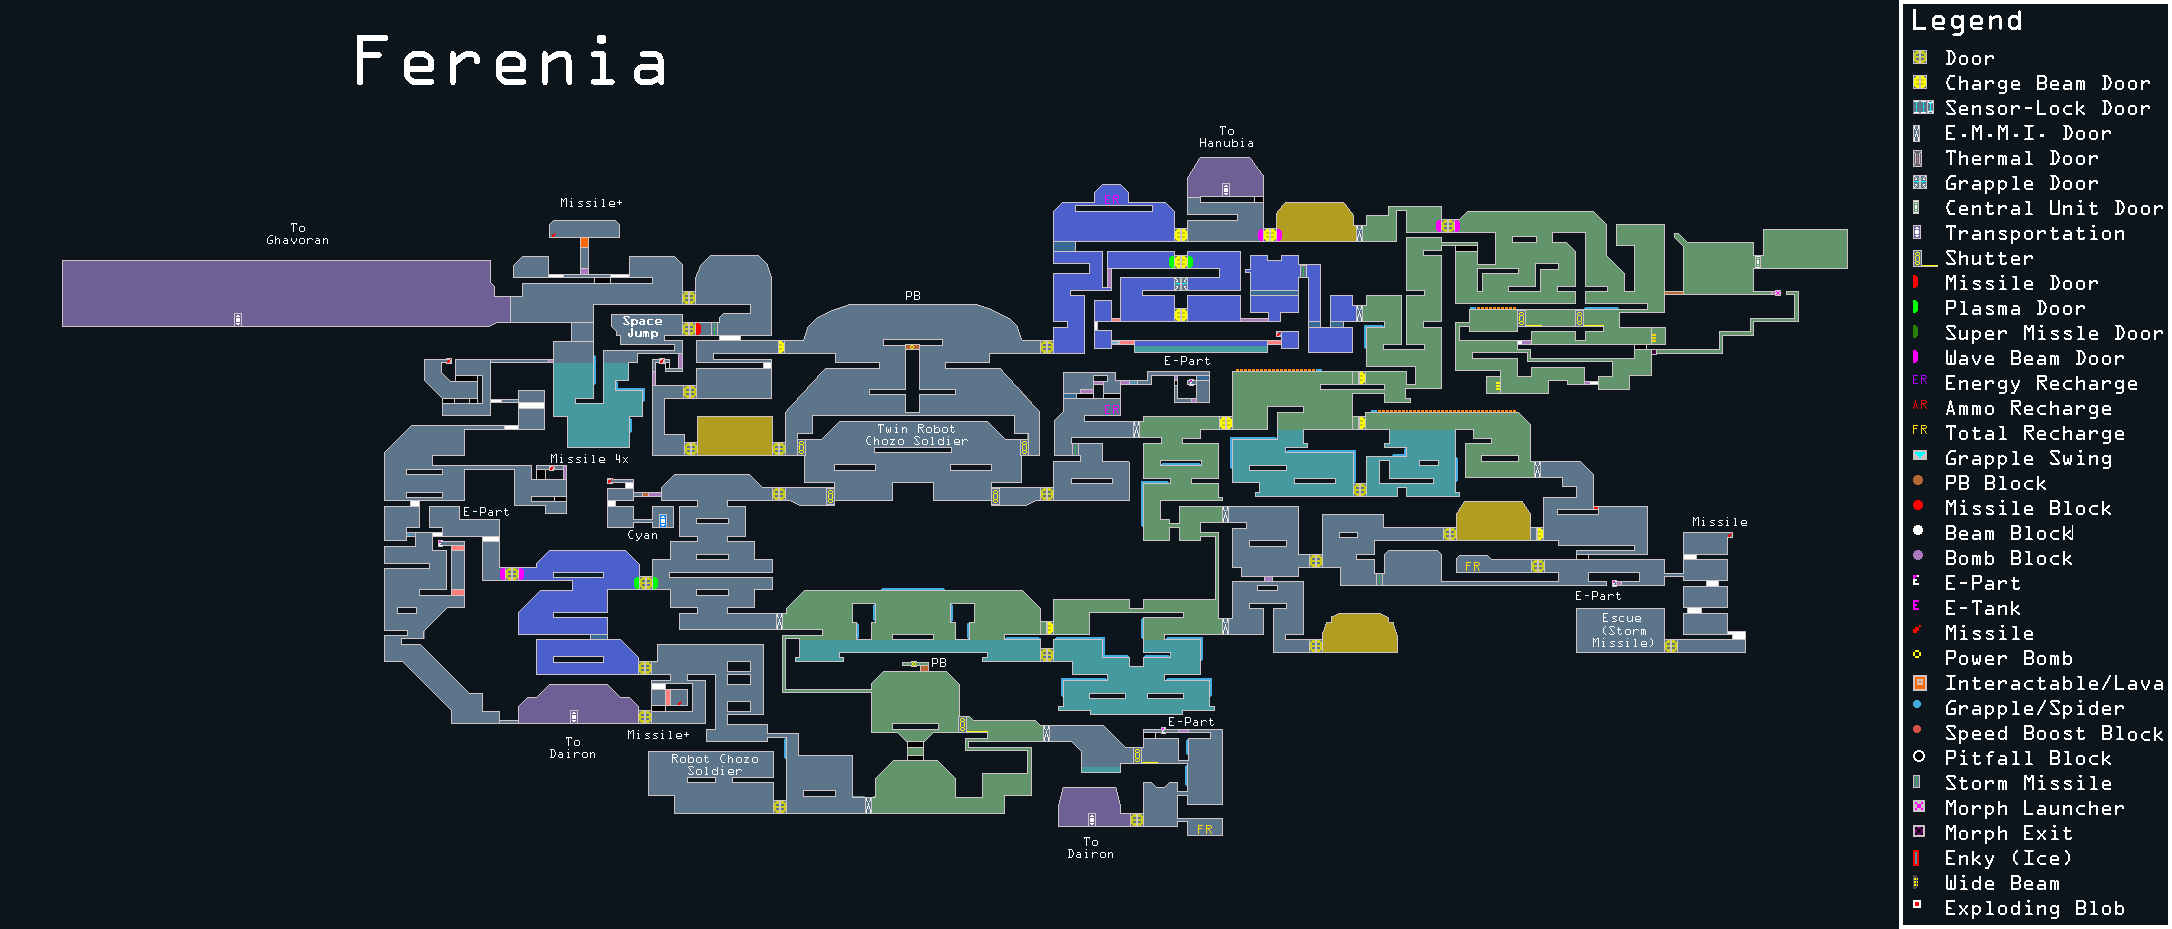 Ferenia
To
Hanubia
Missile+
To
Ghavoran
PB
Space
Jump
E-Part
Twin Robot
Chozo Soldier
Missile 4x
E-Part
Cyan
Missile
FR
E-Part
Escue
(Storm
Missile)
PB
E-Part
Missile+
To
Dairon
Robot Chozo
Soldier
FR
To
Dairon
Legend
Door
Charge Beam Door
Sensor-Lock Door
E.M.M.I. Door
Thermal Door
Grapple Door
Central Unit Door
Transportation
Shutter
Missile Door
Plasma Door
Super Missle Door
Wave Beam Door
ER Energy Recharge
AR Ammo Recharge
FR Total Recharge
Grapple Swing
PB Block
Missile Block
Beam Block
Bomb Block
E E-Part
E E-Tank
Missile
Power Bomb
Interactable/Lava
Grapple/Spider
Speed Boost Block
Pitfall Block
Storm Missile
Morph Launcher
Morph Exit
Enky (Ice)
Wide Beam
Exploding Blob